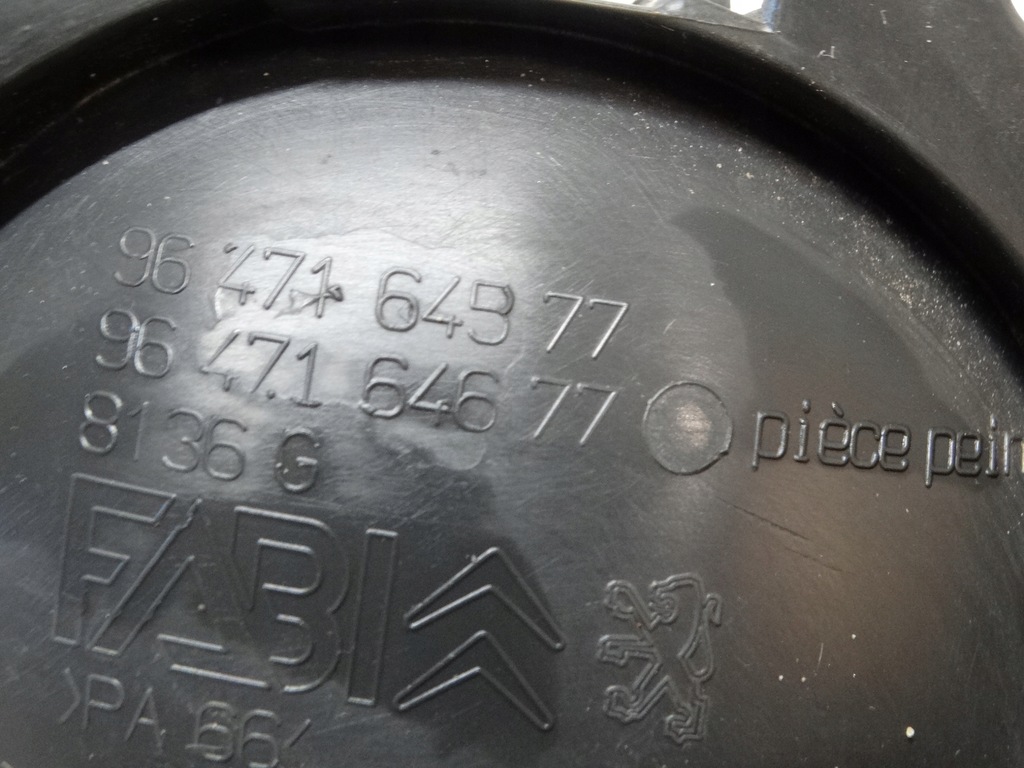 96 471 645 77
96 471 646 77
8136 G
pièce pein
FABI
>PA 66<